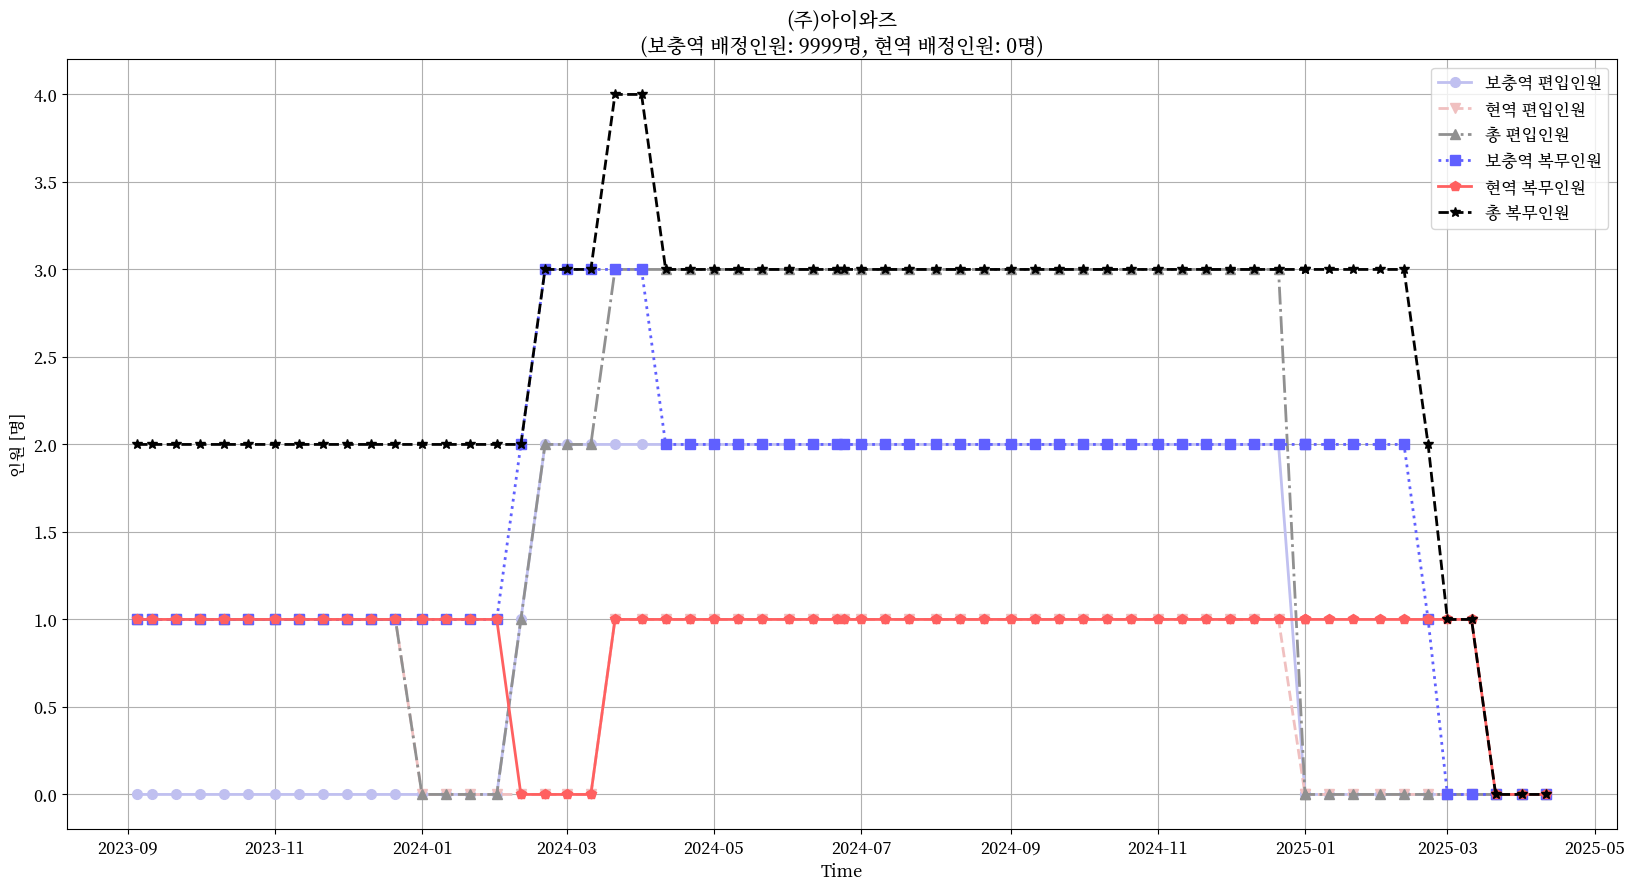 (주)아이와즈
(보충역 배정인원: 9999명, 현역 배정인원: 0명)
보충역 편입인원
현역 편입인원
총 편입인원
보충역 복무인원
현역 복무인원
총 복무인원
인원 [명]
4.0
3.5
3.0
2.5
2.0
1.5
1.0
0.5
0.0
2023-09 2023-11 2024-01 2024-03 2024-05 2024-07 2024-09 2024-11 2025-01 2025-03 2025-05
Time